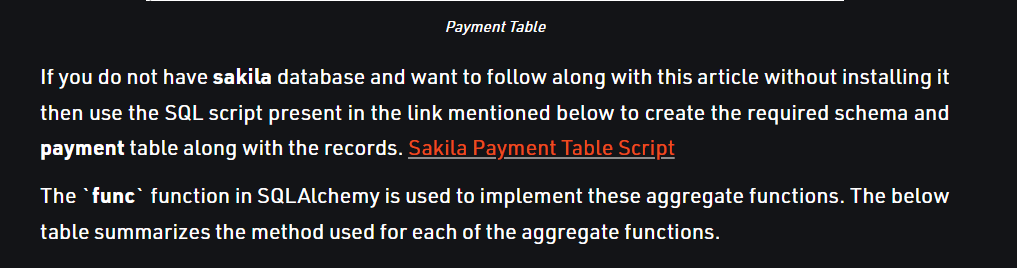 Payment Table
If you do not have sakila database and want to follow along with this article without installing it
then use the SQL script present in the link mentioned below to create the required schema and
payment table along with the records. Sakila Payment Table Script
The `func` function in SQLAlchemy is used to implement these aggregate functions. The below
table summarizes the method used for each of the aggregate functions.